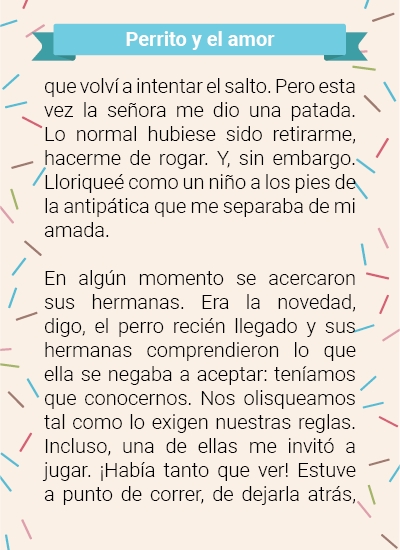 Perrito y el amor
que volví a intentar el salto. Pero esta
vez la señora me dio una patada.
Lo normal hubiese sido retirarme,
hacerme de rogar. Y, sin embargo.
Lloriqueé como un niño a los pies de
la antipática que me separaba de mi
amada.
En algún momento se acercaron
sus hermanas. Era la novedad,
digo, el perro recién llegado y sus
hermanas comprendieron lo que
ella se negaba a aceptar: teníamos
que conocernos. Nos olisqueamos
tal como lo exigen nuestras reglas.
Incluso, una de ellas me invitó a
jugar. ¡Había tanto que ver! Estuve
a punto de correr, de dejarla atrás,